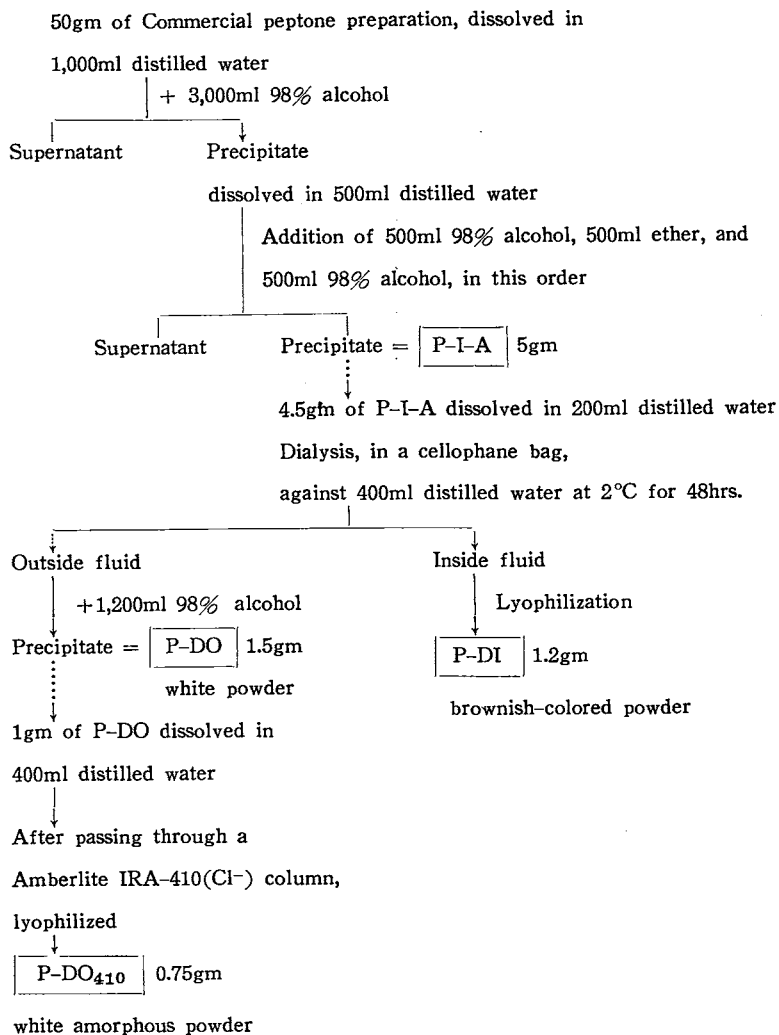 50gm of Commercial peptone preparation, dissolved in
1,000ml distilled water
+ 3,000ml 98% alcohol
Supernatant Precipitate
dissolved in 500ml distilled water
Addition of 500ml 98% alcohol, 500ml ether, and
500ml 98% alcohol, in this order
Supernatant Precipitate = P-I-A 5gm
4.5gm of P-I-A dissolved in 200ml distilled water
Dialysis, in a cellophane bag,
against 400ml distilled water at 2°C for 48hrs.
Outside fluid Inside fluid
+1,200ml 98% alcohol Lyophilization
Precipitate = P-DO 1.5gm P-DI 1.2gm
white powder brownish-colored powder
1gm of P-DO dissolved in
400ml distilled water
After passing through a
Amberlite IRA-410(Cl⁻) column,
lyophilized
P-DO₄₁₀ 0.75gm
white amorphous powder